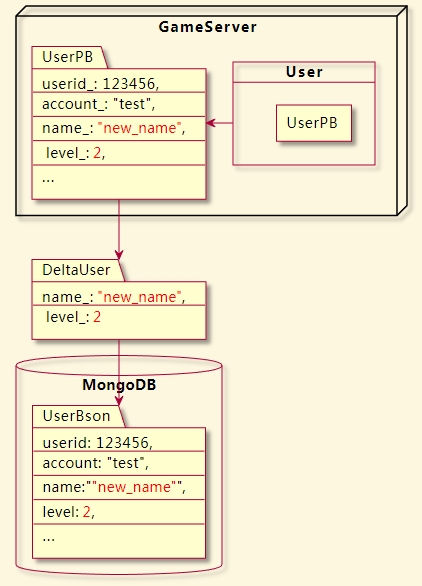 GameServer
UserPB
userid_: 123456,
account_: "test",
name_: "new_name",
level_: 2,
...
User
UserPB
DeltaUser
name_: "new_name",
level_: 2
MongoDB
UserBson
userid: 123456,
account: "test",
name:""new_name"",
level: 2,
...